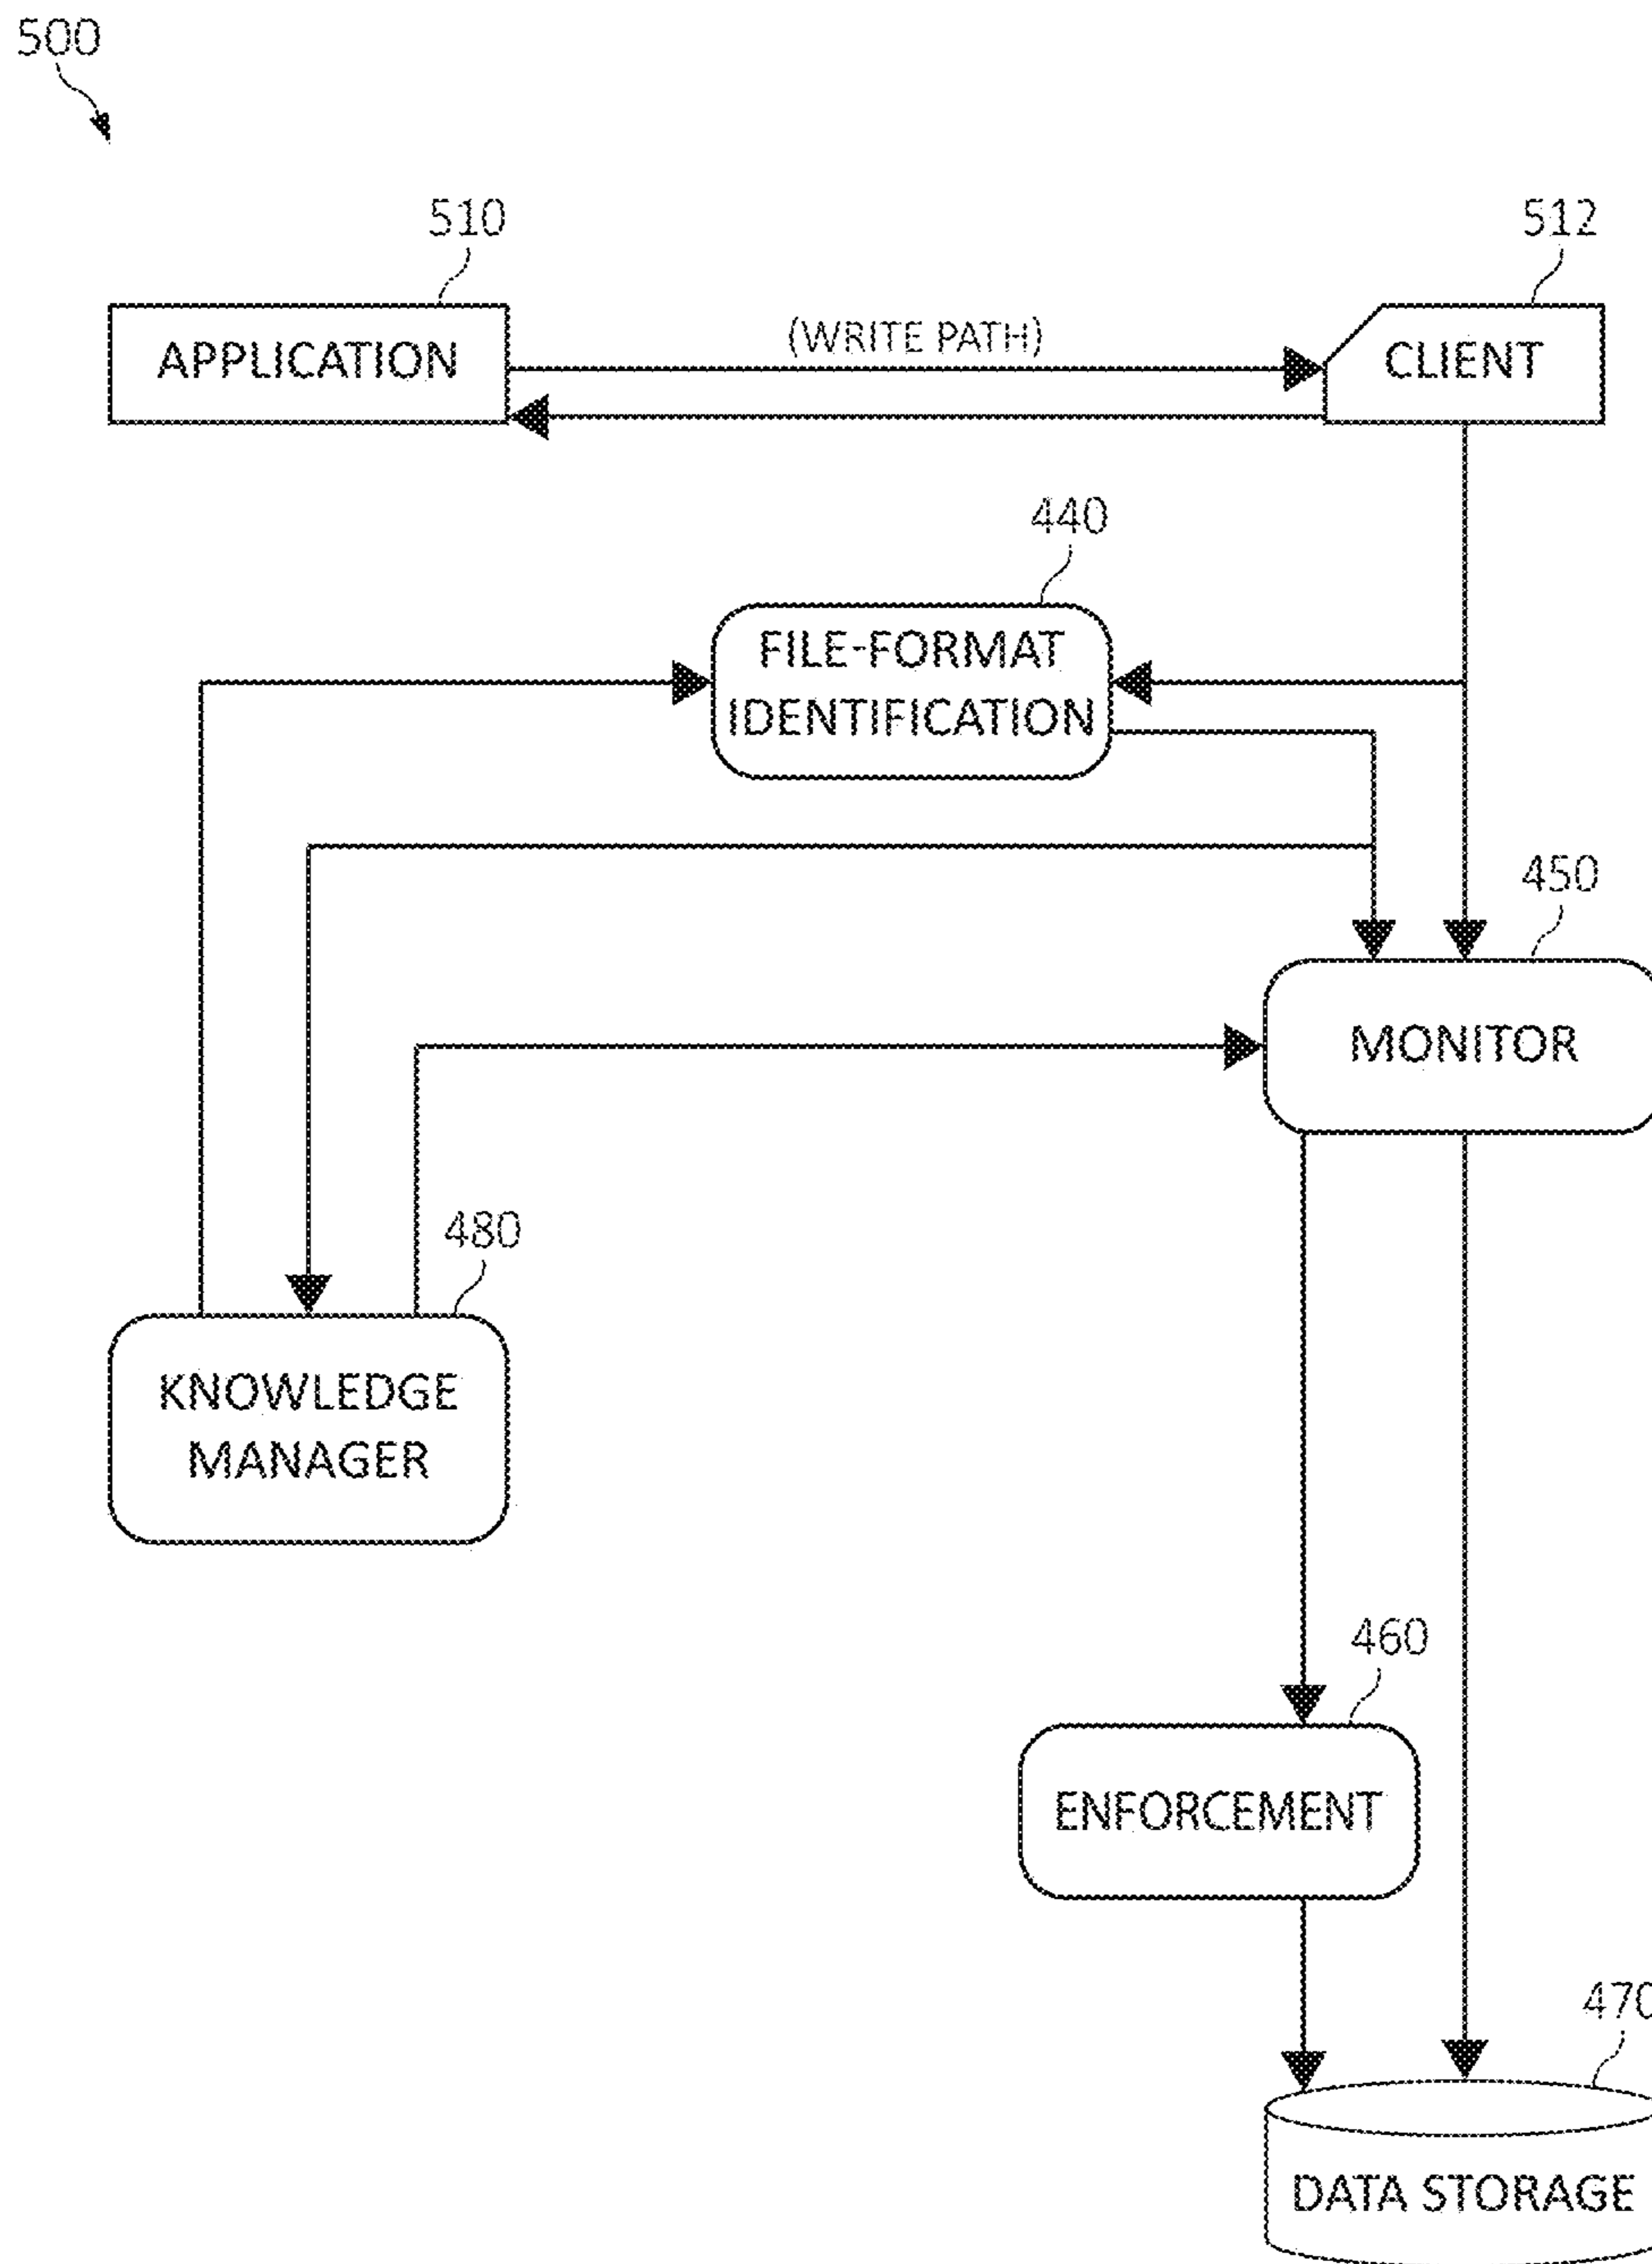 500
510
512
APPLICATION
(WRITE PATH)
CLIENT
440
FILE-FORMAT
IDENTIFICATION
450
MONITOR
480
KNOWLEDGE
MANAGER
460
ENFORCEMENT
470
DATA STORAGE